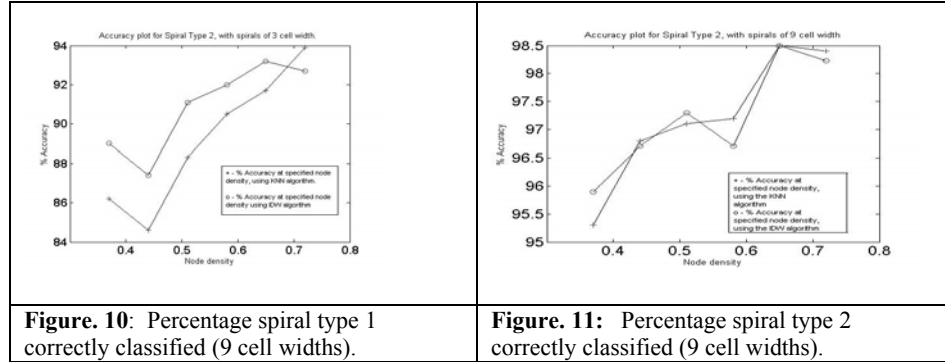 Accuracy plot for Spiral Type 2, with spirals of 3 cell width.
94
92
90
88
86
84
% Accuracy
0.4
0.5
0.6
0.7
0.8
Node density
+ - % Accuracy at specified node
density, using KNN algorithm.
o - % Accuracy at specified node
density using IDW algorithm
Accuracy plot for Spiral Type 2, with spirals of 9 cell width
98.5
98
97.5
97
96.5
96
95.5
95
% Accuracy
0.4
0.5
0.6
0.7
0.8
Node density
+ - % Accuracy at
specified node density,
using the KNN
algorithm
o - % Accuracy at
specified node density,
using the IDW algorithm
Figure. 10: Percentage spiral type 1
correctly classified (9 cell widths).
Figure. 11: Percentage spiral type 2
correctly classified (9 cell widths).